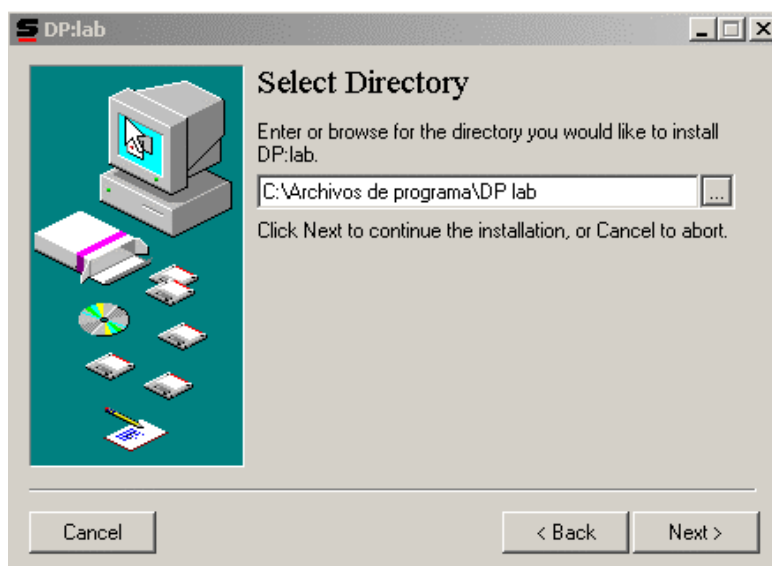 DP:lab
Select Directory
Enter or browse for the directory you would like to install
DP:lab.
C:\Archivos de programa\DP lab
...
Click Next to continue the installation, or Cancel to abort.
Cancel
< Back
Next >